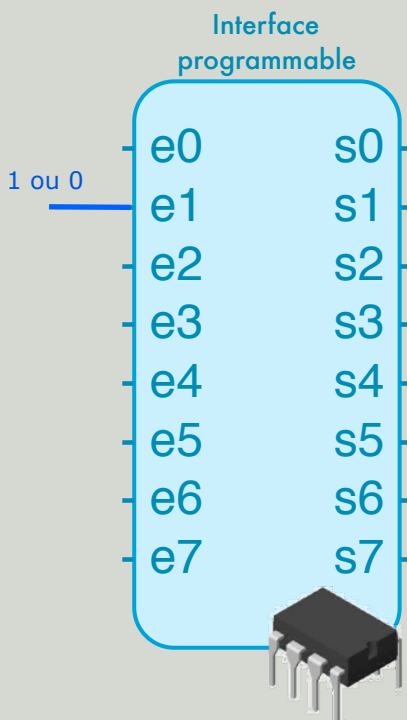 Interface
programmable
e0 s0
1 ou 0
e1 s1
e2 s2
e3 s3
e4 s4
e5 s5
e6 s6
e7 s7